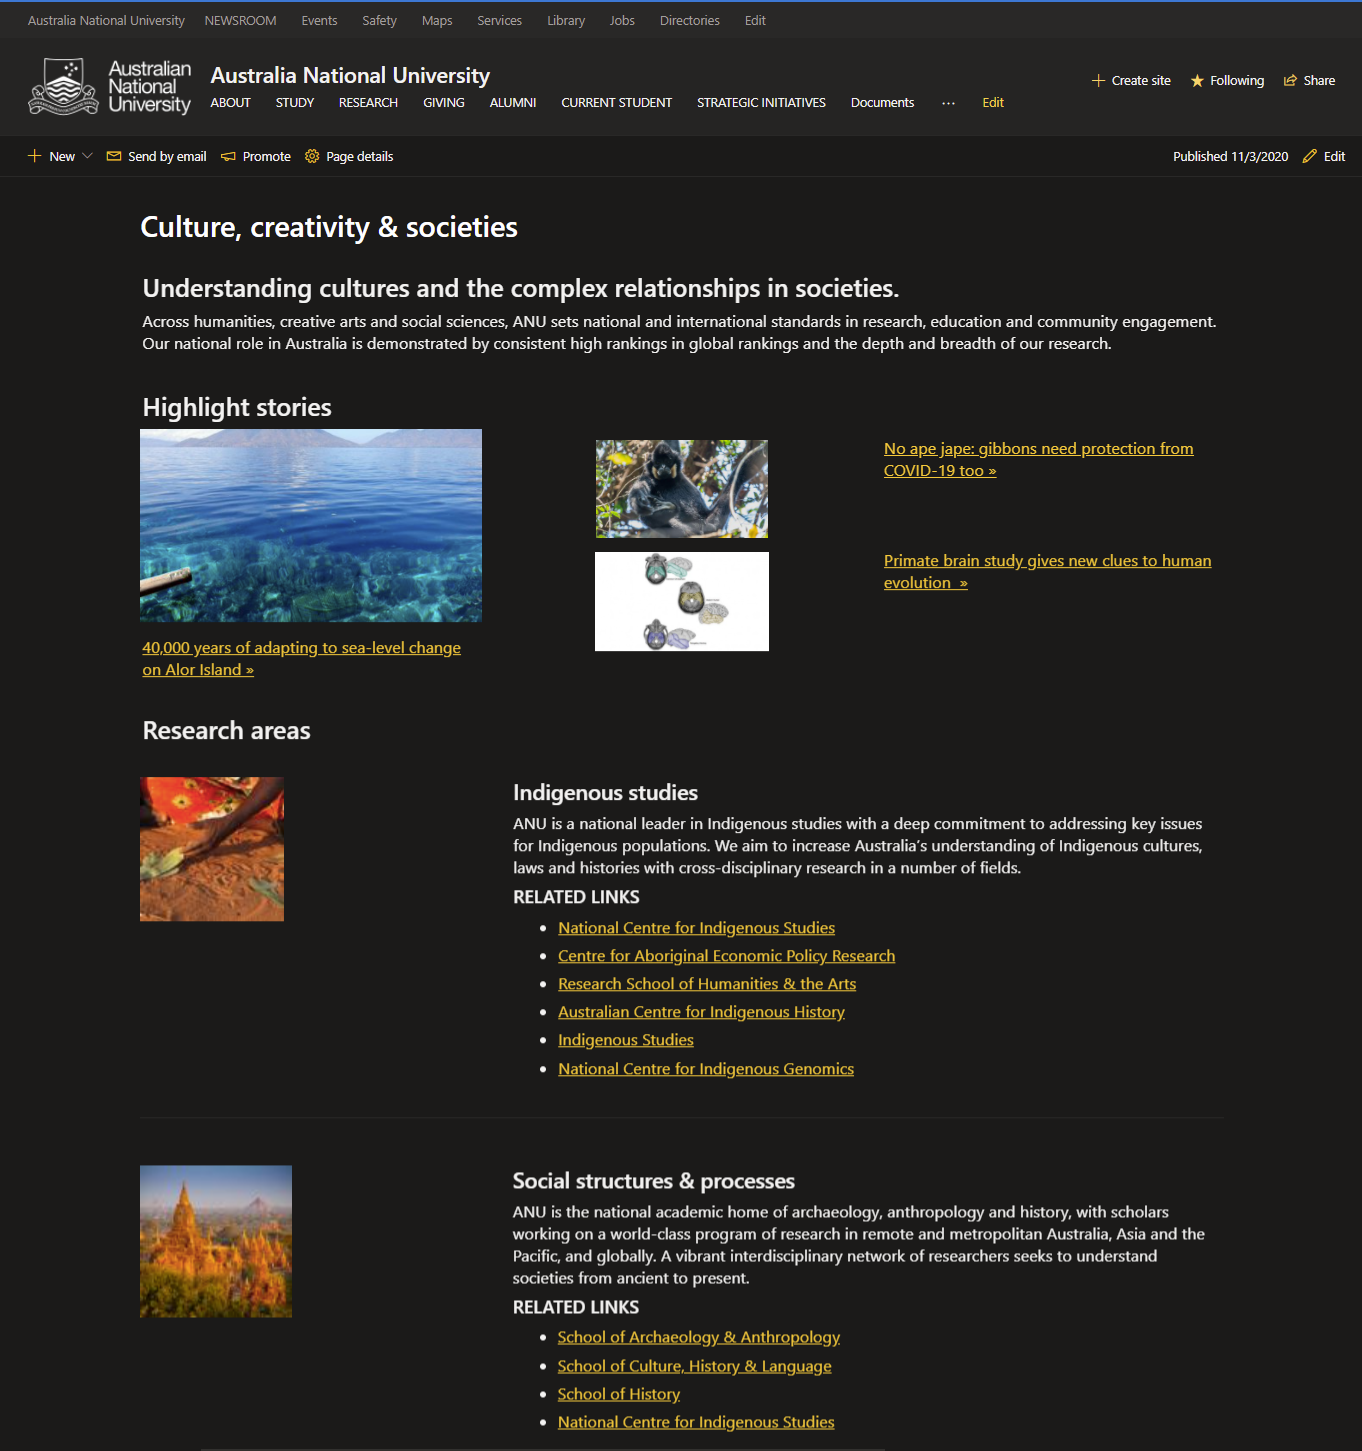 Australia National University NEWSROOM Events Safety Maps Services Library Jobs Directories Edit
Australian
National
University
Australia National University
ABOUT STUDY RESEARCH GIVING ALUMNI CURRENT STUDENT STRATEGIC INITIATIVES Documents ... Edit
Create site Following Share
New Send by email Promote Page details
Published 11/3/2020 Edit
Culture, creativity & societies
Understanding cultures and the complex relationships in societies.
Across humanities, creative arts and social sciences, ANU sets national and international standards in research, education and community engagement.
Our national role in Australia is demonstrated by consistent high rankings in global rankings and the depth and breadth of our research.
Highlight stories
40,000 years of adapting to sea-level change
on Alor Island »
No ape jape: gibbons need protection from
COVID-19 too »
Primate brain study gives new clues to human
evolution »
Research areas
Indigenous studies
ANU is a national leader in Indigenous studies with a deep commitment to addressing key issues
for Indigenous populations. We aim to increase Australia's understanding of Indigenous cultures,
laws and histories with cross-disciplinary research in a number of fields.
RELATED LINKS
• National Centre for Indigenous Studies
• Centre for Aboriginal Economic Policy Research
• Research School of Humanities & the Arts
• Australian Centre for Indigenous History
• Indigenous Studies
• National Centre for Indigenous Genomics
Social structures & processes
ANU is the national academic home of archaeology, anthropology and history, with scholars
working on a world-class program of research in remote and metropolitan Australia, Asia and the
Pacific, and globally. A vibrant interdisciplinary network of researchers seeks to understand
societies from ancient to present.
RELATED LINKS
• School of Archaeology & Anthropology
• School of Culture, History & Language
• School of History
• National Centre for Indigenous Studies